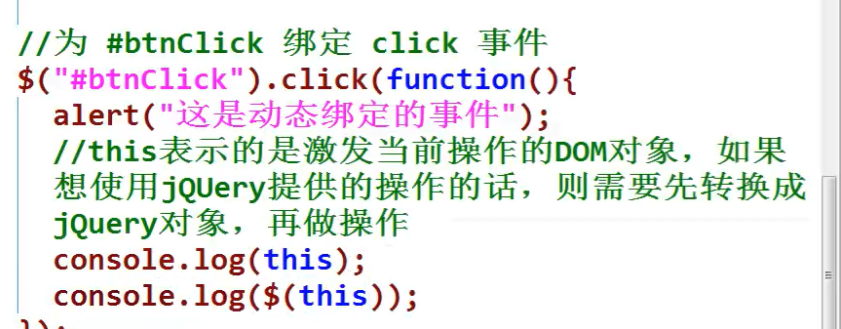 //为 #btnClick 绑定 click 事件
$("#btnClick").click(function(){
alert("这是动态绑定的事件");
//this表示的是激发当前操作的DOM对象，如果
想使用jQUery提供的操作的话，则需要先转换成
jQuery对象，再做操作
console.log(this);
console.log($(this));
});